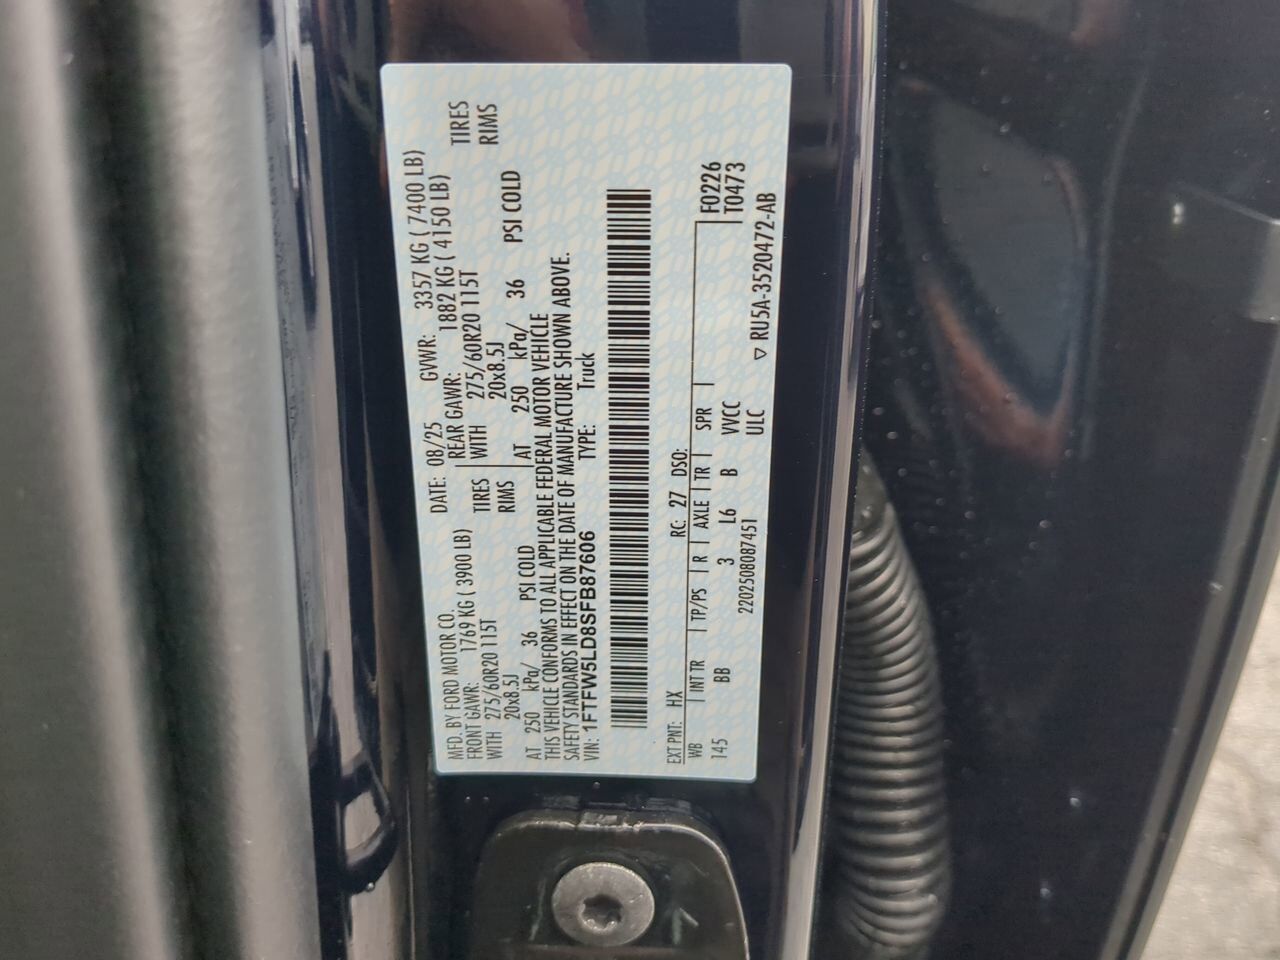 MFD. BY FORD MOTOR CO. DATE: 08/25 GVWR: 3357 KG ( 7400 LB)
FRONT GAWR: 1769 KG ( 3900 LB) REAR GAWR: 1882 KG ( 4150 LB)
WITH 275/60R20 115T TIRES WITH 275/60R20 115T TIRES
20x8.5J RIMS 20x8.5J RIMS
AT 250 kPa/ 36 PSI COLD AT 250 kPa/ 36 PSI COLD
THIS VEHICLE CONFORMS TO ALL APPLICABLE FEDERAL MOTOR VEHICLE
SAFETY STANDARDS IN EFFECT ON THE DATE OF MANUFACTURE SHOWN ABOVE.
VIN: 1FTFW5LD8SFB87606 TYPE: Truck
EXT PNT: HX RC: 27 DSO:
WB INT TR TP/PS R AXLE TR SPR F0226
145 BB 3 L6 B VVCC T0473
2202508087451 ULC ▽ RU5A-3520472-AB